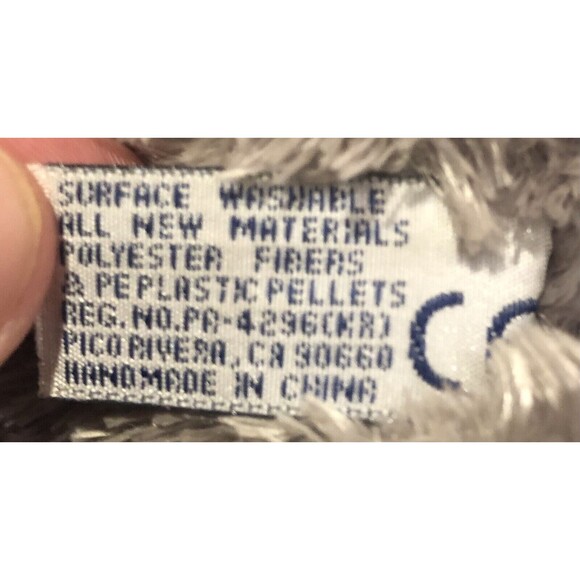 SURFACE WASHABLE
ALL NEW MATERIALS
POLYESTER FIBERS
& PE PLASTIC PELLETS
REG. NO. PA-4296(KR)
PICO RIVERA, CA 90660
HANDMADE IN CHINA
CE